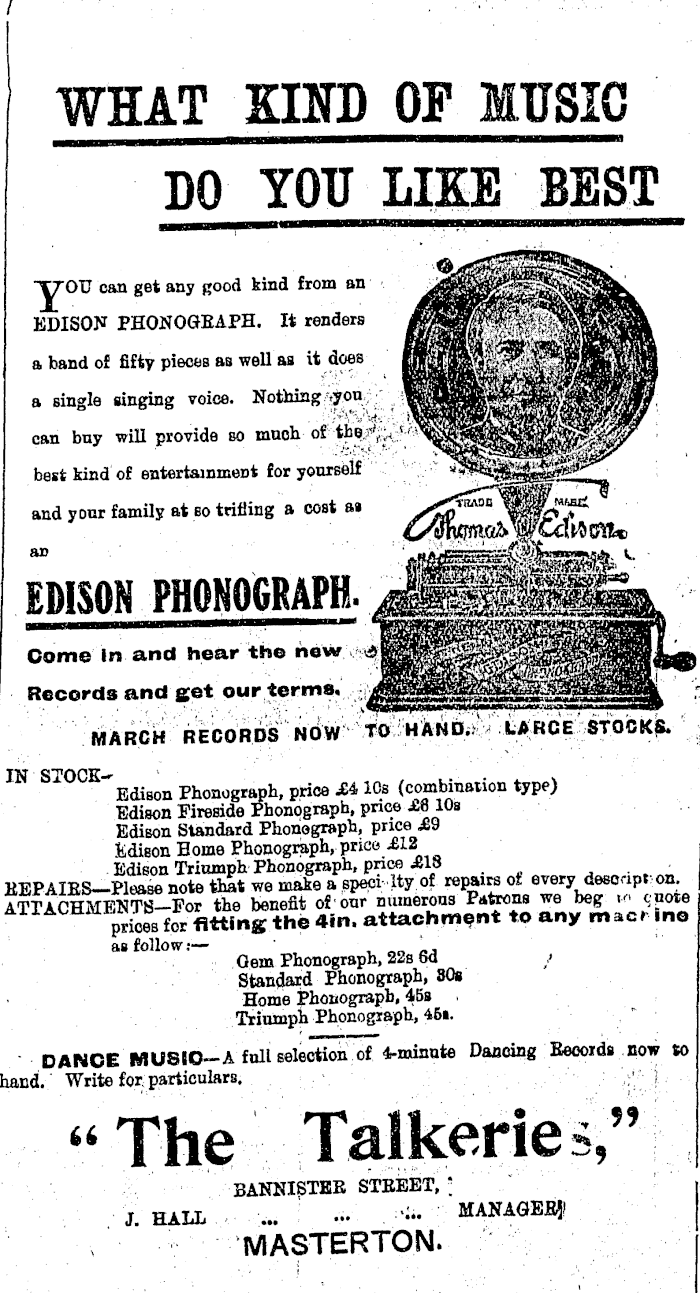 WHAT KIND OF MUSIC
DO YOU LIKE BEST
YOU can get any good kind from an
EDISON PHONOGRAPH. It renders
a band of fifty pieces as well as it does
a single singing voice. Nothing you
can buy will provide so much of the
best kind of entertainment for yourself
and your family at so trifling a cost as
an
EDISON PHONOGRAPH.
Come in and hear the new
Records and get our terms.
TRADE MARK
Thomas A Edison.
MARCH RECORDS NOW TO HAND. LARGE STOCKS.
IN STOCK—
Edison Phonograph, price £4 10s (combination type)
Edison Fireside Phonograph, price £6 10s
Edison Standard Phonograph, price £9
Edison Home Phonograph, price £12
Edison Triumph Phonograph, price £18
REPAIRS—Please note that we make a speci lty of repairs of every descript on.
ATTACHMENTS—For the benefit of our numerous Patrons we beg to quote
prices for fitting the 4in. attachment to any machine
as follow:—
Gem Phonograph, 22s 6d
Standard Phonograph, 30s
Home Phonograph, 45s
Triumph Phonograph, 45s.
DANCE MUSIC—A full selection of 4-minute Dancing Records now to
hand. Write for particulars.
"The Talkeries,"
BANNISTER STREET,
J. HALL ... ... ... MANAGER
MASTERTON.